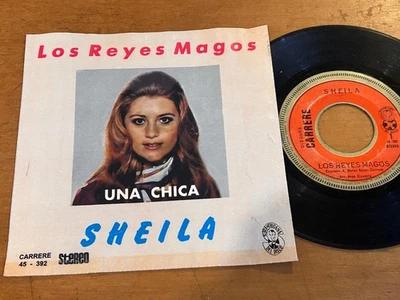 Los Reyes Magos
UNA CHICA
SHEILA
CARRERE
45 - 392
stereo
SHEILA
CARRERE
LOS REYES MAGOS